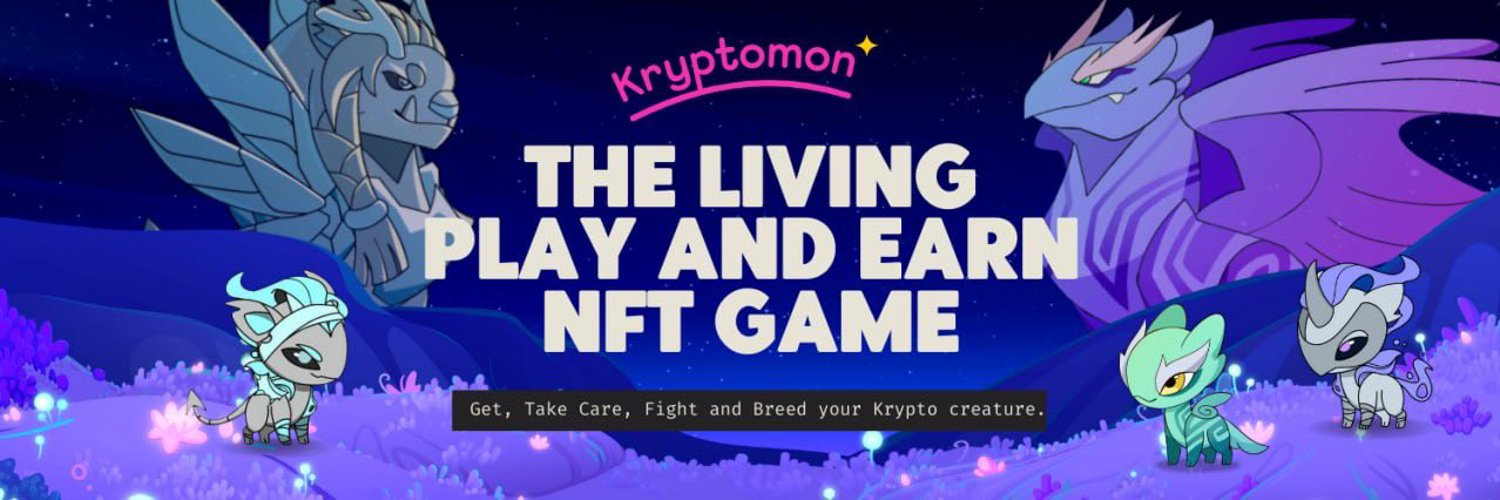 Kryptomon
THE LIVING
PLAY AND EARN
NFT GAME
Get, Take Care, Fight and Breed your Krypto creature.